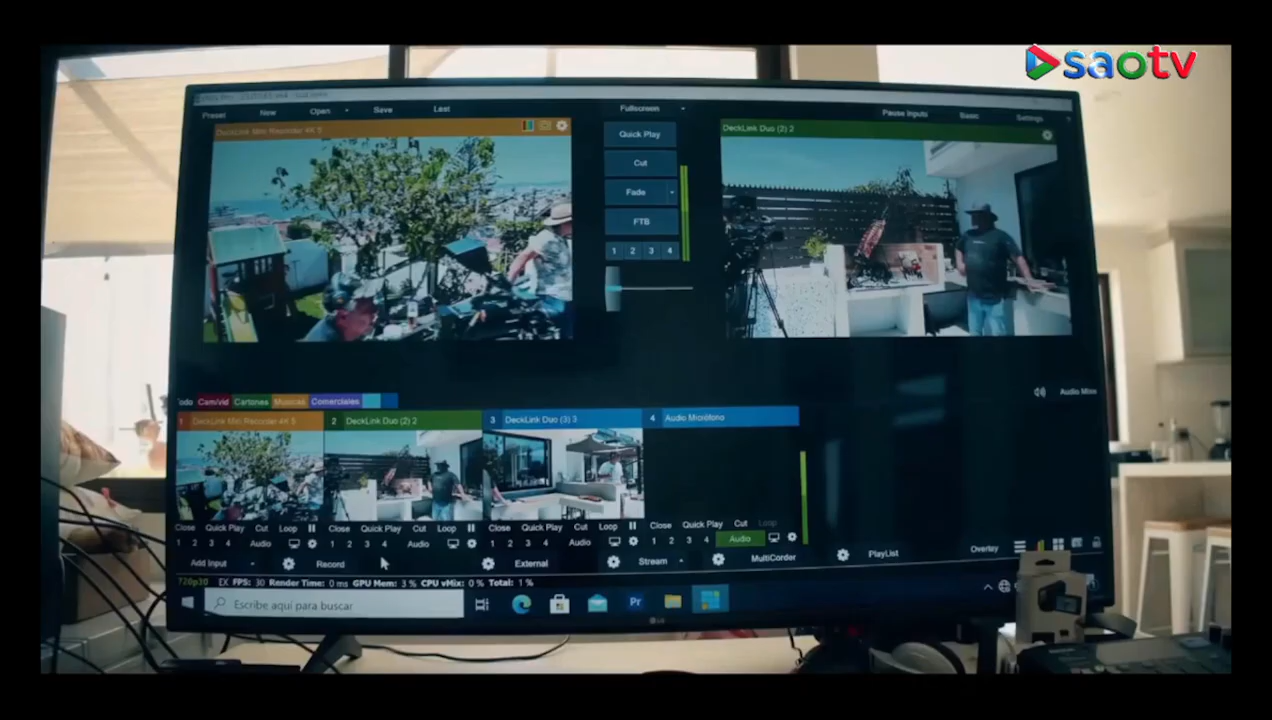 saotv
Preset New Open Save Last
Fullscreen
Pause Inputs Basic Settings ?
DeckLink Mini Recorder 4K 5
Quick Play
DeckLink Duo (2) 2
Cut
Fade
FTB
1 2 3 4
Audio Mixe
odo Cam/vid Cartones Musicas Comerciales
1 DeckLink Mini Recorder 4K 5
2 DeckLink Duo (2) 2
3 DeckLink Duo (3) 3
4 Audio Micrófono
Close Quick Play Cut Loop
Close Quick Play Cut Loop
Close Quick Play Cut Loop
Close Quick Play Cut Loop
1 2 3 4 Audio
1 2 3 4 Audio
1 2 3 4 Audio
1 2 3 4 Audio
Add Input Record External Stream MultiCorder PlayList Overlay
720p30 EX FPS: 30 Render Time: 0 ms GPU Mem: 3 % CPU vMix: 0 % Total: 1 %
Escribe aquí para buscar
Pr
LG